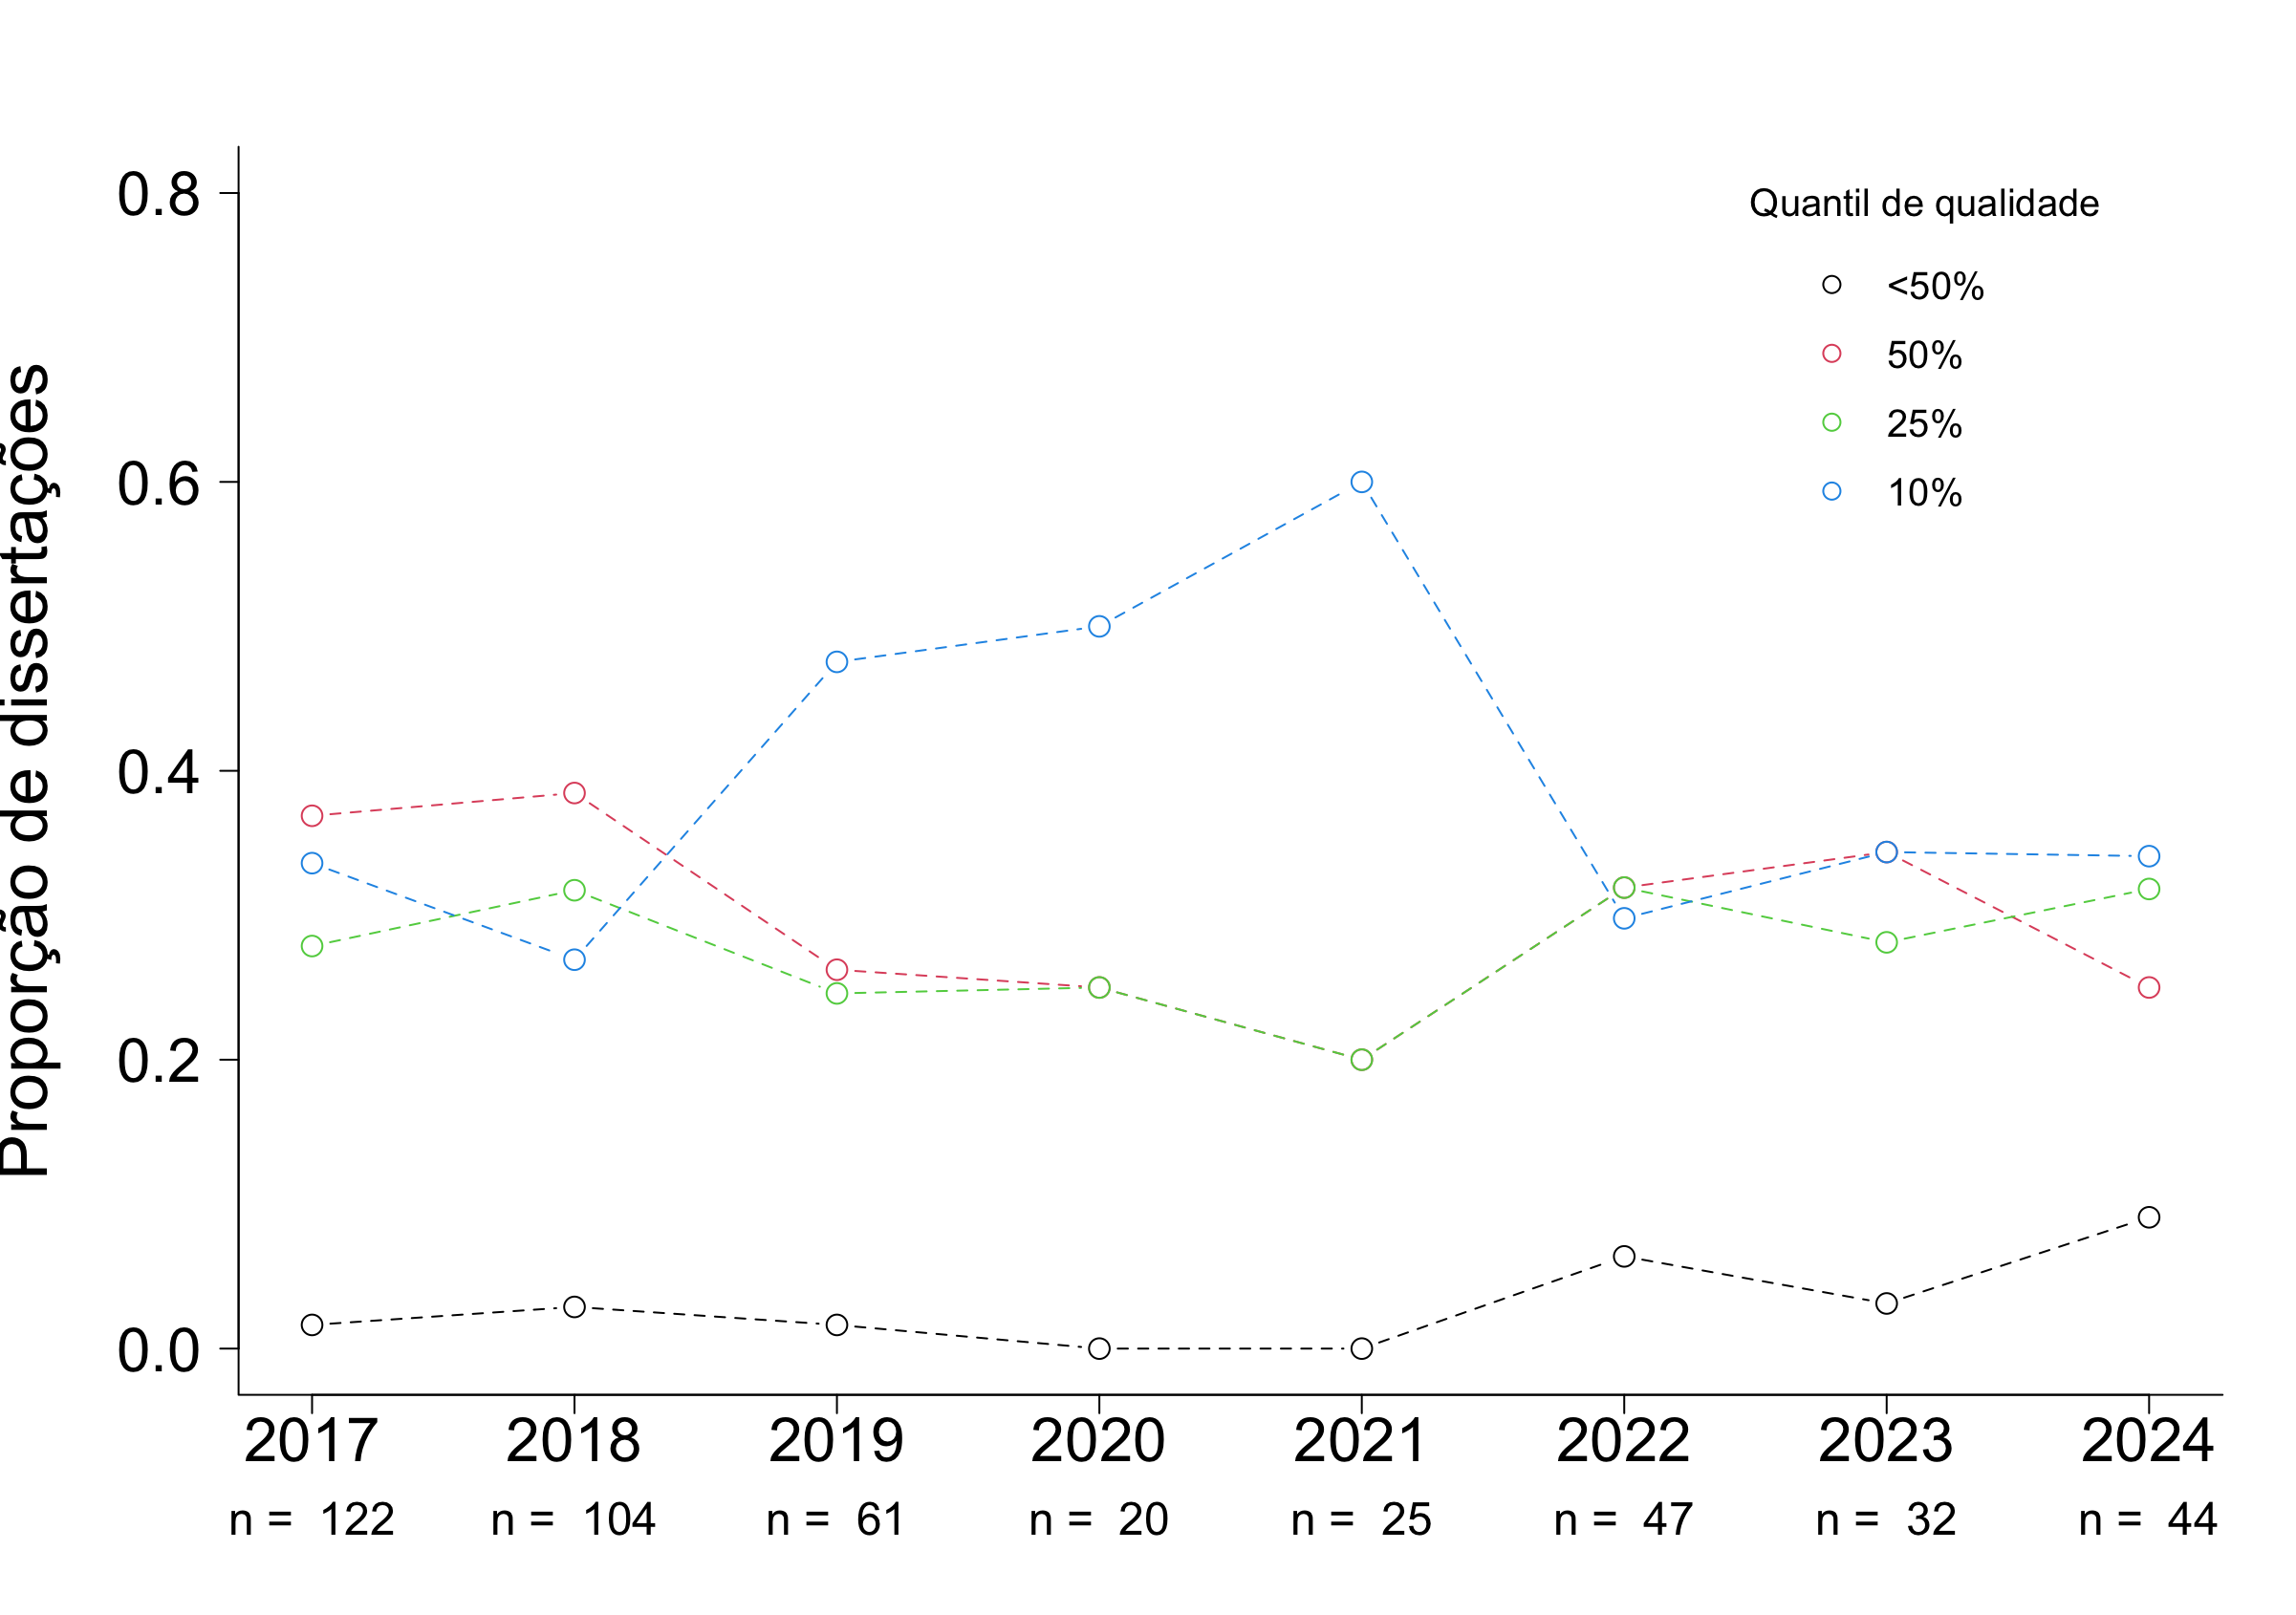 Proporção de dissertações
0.8
0.6
0.4
0.2
0.0
Quantil de qualidade
<50%
50%
25%
10%
2017 2018 2019 2020 2021 2022 2023 2024
n = 122 n = 104 n = 61 n = 20 n = 25 n = 47 n = 32 n = 44